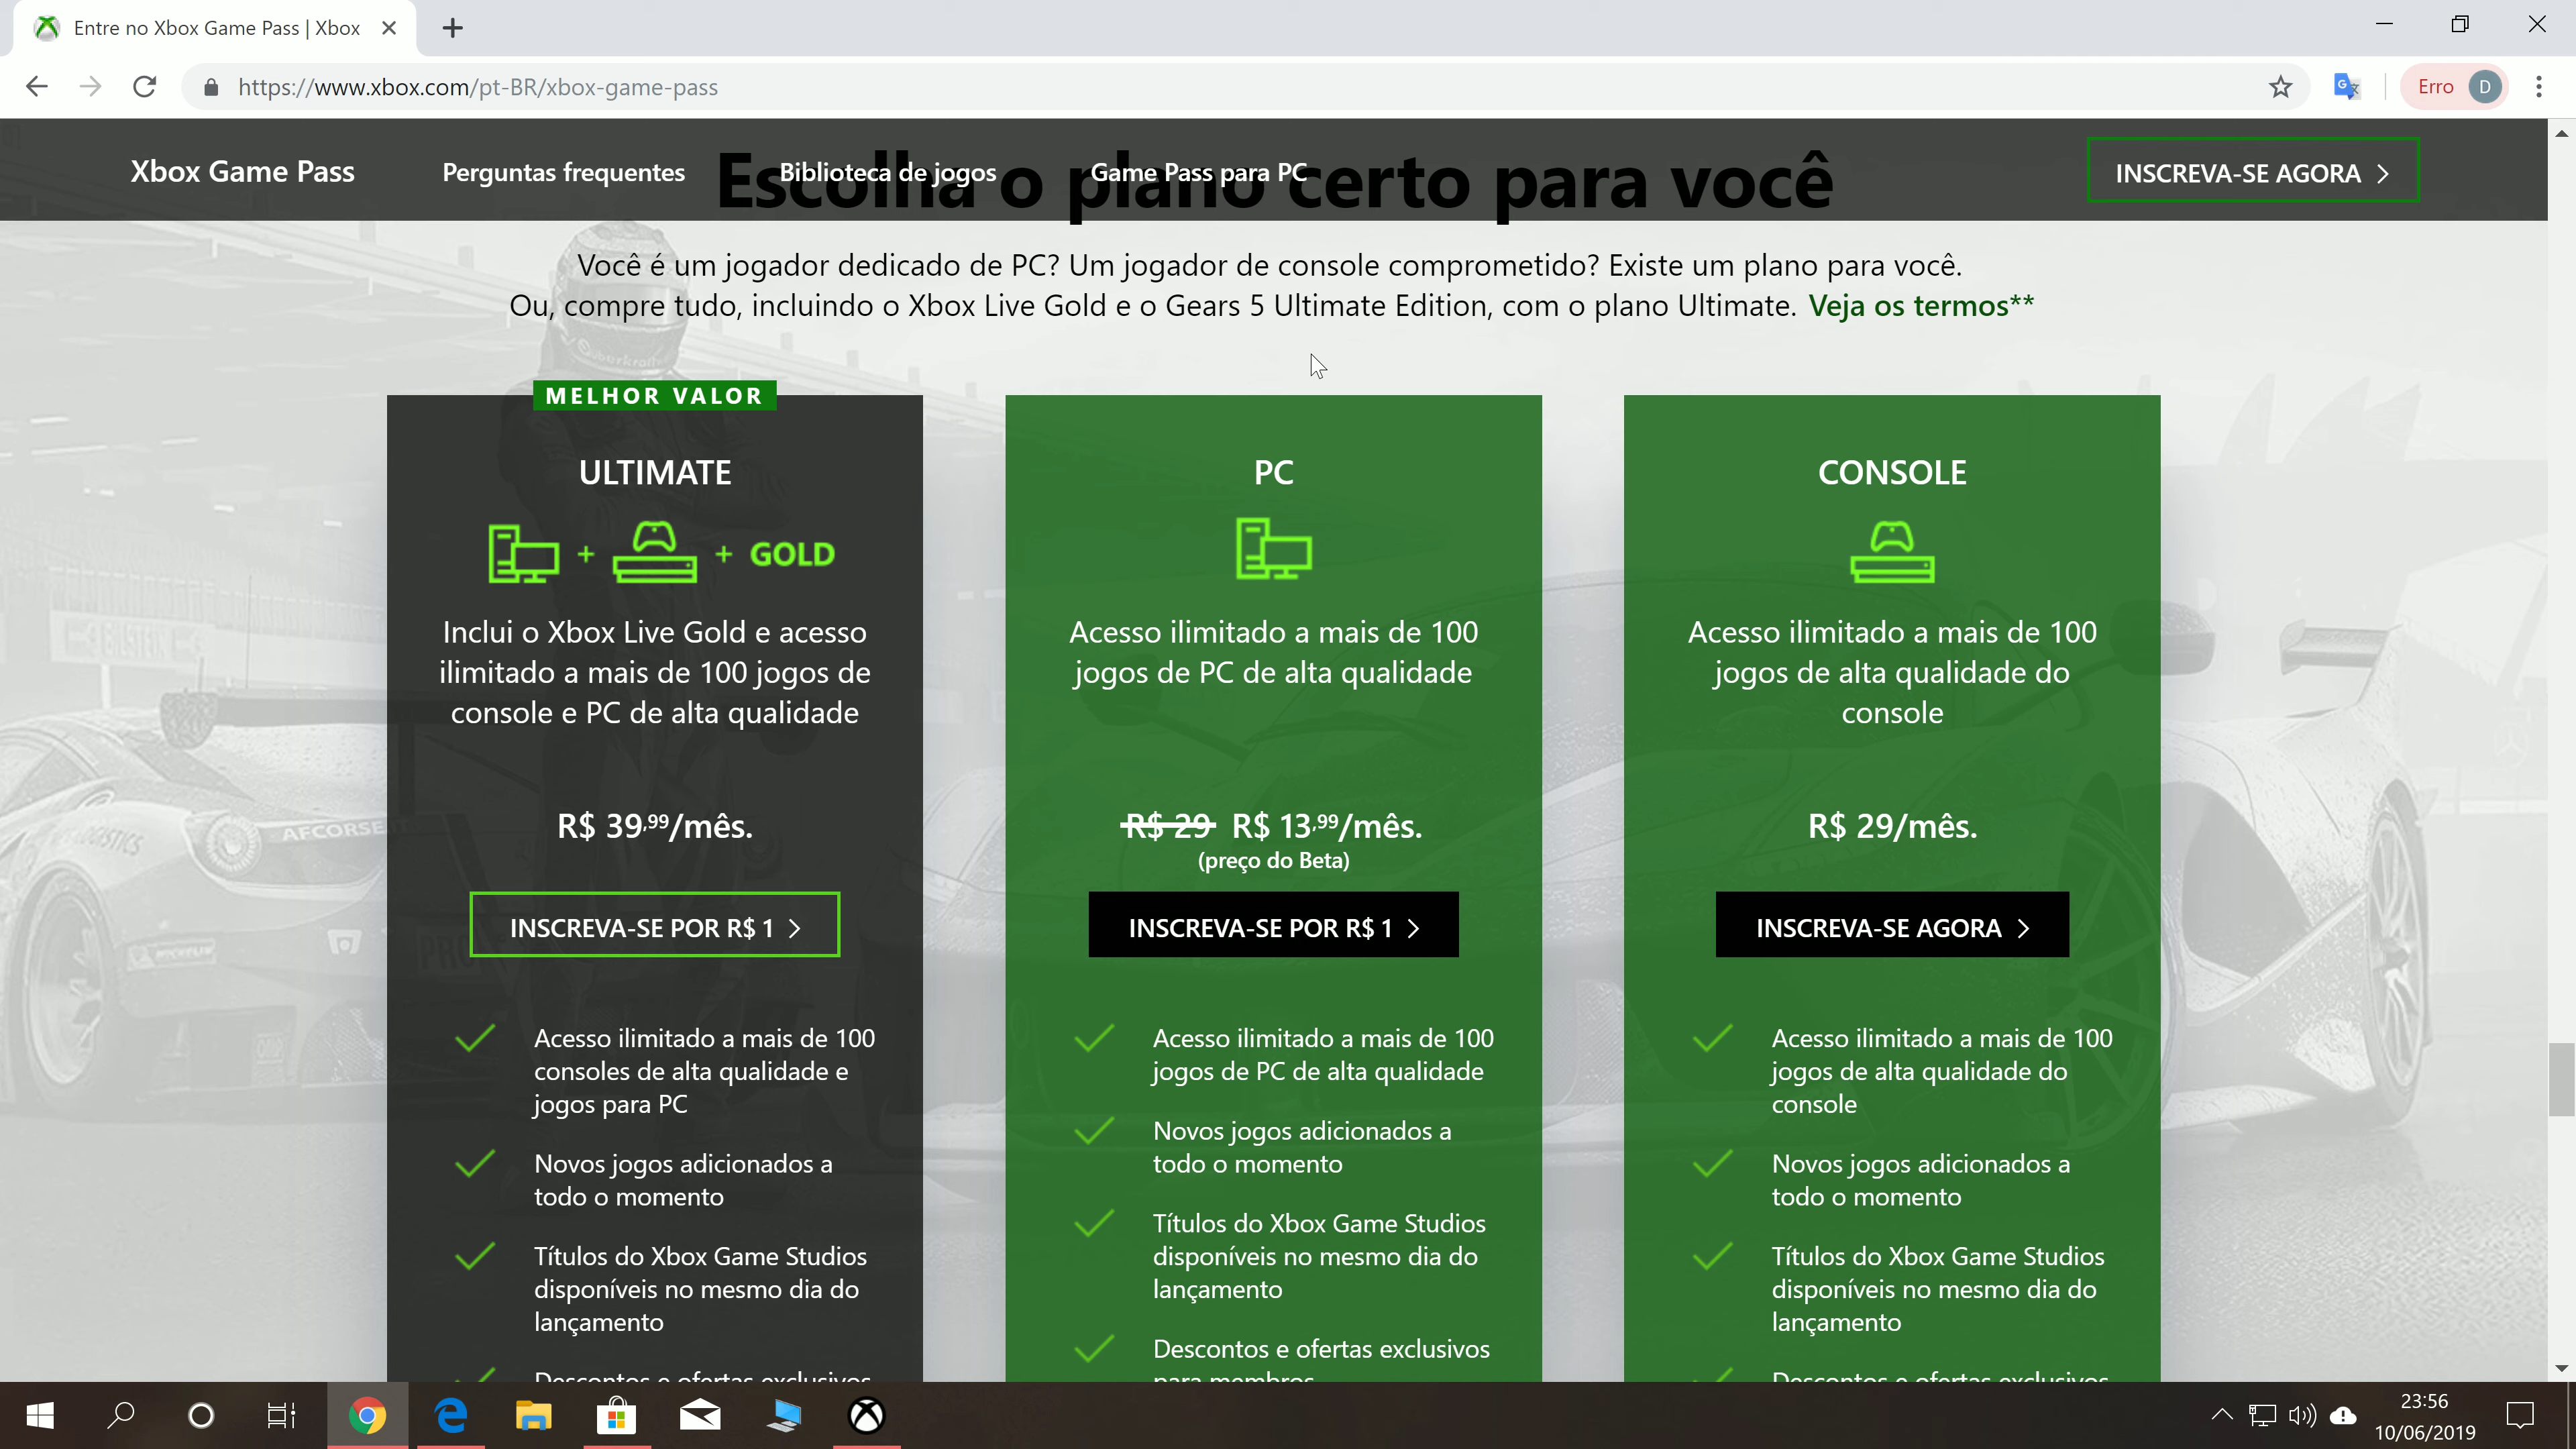 Entre no Xbox Game Pass | Xbox
https://www.xbox.com/pt-BR/xbox-game-pass
Erro D
Xbox Game Pass
Perguntas frequentes
Biblioteca de jogos
Game Pass para PC
INSCREVA-SE AGORA
Escolha o plano certo para você
Você é um jogador dedicado de PC? Um jogador de console comprometido? Existe um plano para você.
Ou, compre tudo, incluindo o Xbox Live Gold e o Gears 5 Ultimate Edition, com o plano Ultimate. Veja os termos**
MELHOR VALOR
ULTIMATE
+ + GOLD
Inclui o Xbox Live Gold e acesso
ilimitado a mais de 100 jogos de
console e PC de alta qualidade
R$ 39,99/mês.
INSCREVA-SE POR R$ 1
Acesso ilimitado a mais de 100
consoles de alta qualidade e
jogos para PC
Novos jogos adicionados a
todo o momento
Títulos do Xbox Game Studios
disponíveis no mesmo dia do
lançamento
Descontos e ofertas exclusivos
PC
Acesso ilimitado a mais de 100
jogos de PC de alta qualidade
R$ 29 R$ 13,99/mês.
(preço do Beta)
INSCREVA-SE POR R$ 1
Acesso ilimitado a mais de 100
jogos de PC de alta qualidade
Novos jogos adicionados a
todo o momento
Títulos do Xbox Game Studios
disponíveis no mesmo dia do
lançamento
Descontos e ofertas exclusivos
para membros
CONSOLE
Acesso ilimitado a mais de 100
jogos de alta qualidade do
console
R$ 29/mês.
INSCREVA-SE AGORA
Acesso ilimitado a mais de 100
jogos de alta qualidade do
console
Novos jogos adicionados a
todo o momento
Títulos do Xbox Game Studios
disponíveis no mesmo dia do
lançamento
Descontos e ofertas exclusivos
23:56
10/06/2019